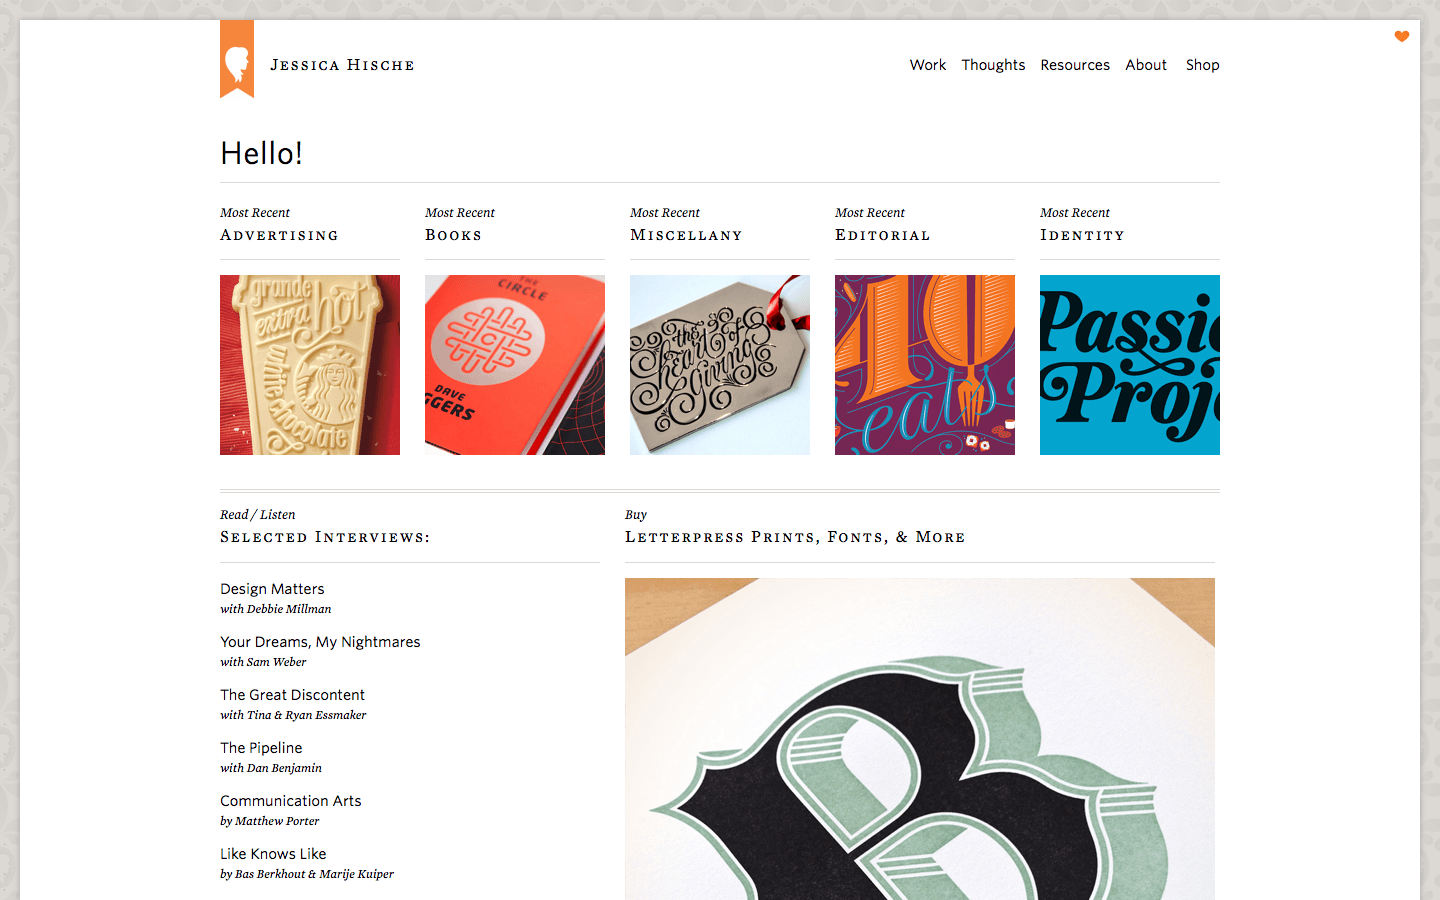 Jessica Hische
Work Thoughts Resources About Shop
Hello!
Most Recent
Advertising
Most Recent
Books
Most Recent
Miscellany
Most Recent
Editorial
Most Recent
Identity
grande
extra hot
white chocolate
THE
CIRCLE
DAVE
GGERS
the
heart of
giving
40
eats
Passio
Proje
Read / Listen
Selected Interviews:
Design Matters
with Debbie Millman
Your Dreams, My Nightmares
with Sam Weber
The Great Discontent
with Tina & Ryan Essmaker
The Pipeline
with Dan Benjamin
Communication Arts
by Matthew Porter
Like Knows Like
by Bas Berkhout & Marije Kuiper
Buy
Letterpress Prints, Fonts, & More
B